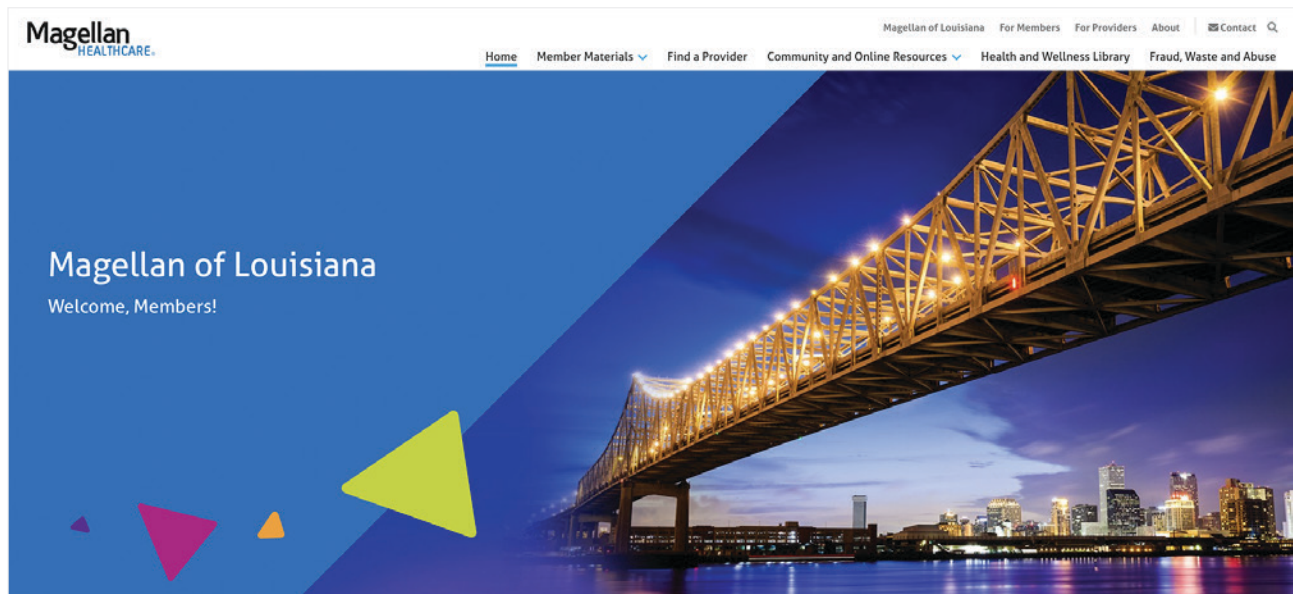 Magellan
HEALTHCARE®
Magellan of Louisiana For Members For Providers About Contact
Home Member Materials Find a Provider Community and Online Resources Health and Wellness Library Fraud, Waste and Abuse
Magellan of Louisiana
Welcome, Members!